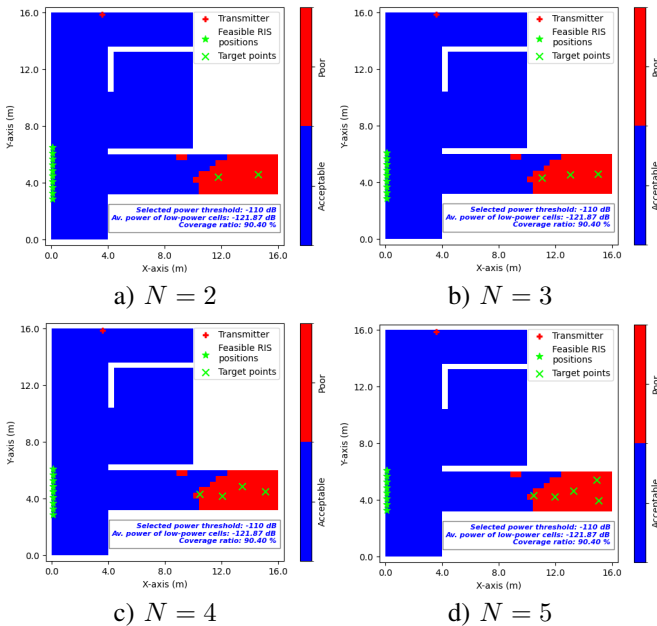 Transmitter
Feasible RIS
positions
Target points
Y-axis (m)
16.0
12.0
8.0
4.0
0.0
Selected power threshold: -110 dB
Av. power of low-power cells: -121.87 dB
Coverage ratio: 90.40 %
0.0 4.0 8.0 12.0 16.0
X-axis (m)
Poor
Acceptable
a) N = 2
Transmitter
Feasible RIS
positions
Target points
Y-axis (m)
16.0
12.0
8.0
4.0
0.0
Selected power threshold: -110 dB
Av. power of low-power cells: -121.87 dB
Coverage ratio: 90.40 %
0.0 4.0 8.0 12.0 16.0
X-axis (m)
Poor
Acceptable
b) N = 3
Transmitter
Feasible RIS
positions
Target points
Y-axis (m)
16.0
12.0
8.0
4.0
0.0
Selected power threshold: -110 dB
Av. power of low-power cells: -121.87 dB
Coverage ratio: 90.40 %
0.0 4.0 8.0 12.0 16.0
X-axis (m)
Poor
Acceptable
c) N = 4
Transmitter
Feasible RIS
positions
Target points
Y-axis (m)
16.0
12.0
8.0
4.0
0.0
Selected power threshold: -110 dB
Av. power of low-power cells: -121.87 dB
Coverage ratio: 90.40 %
0.0 4.0 8.0 12.0 16.0
X-axis (m)
Poor
Acceptable
d) N = 5